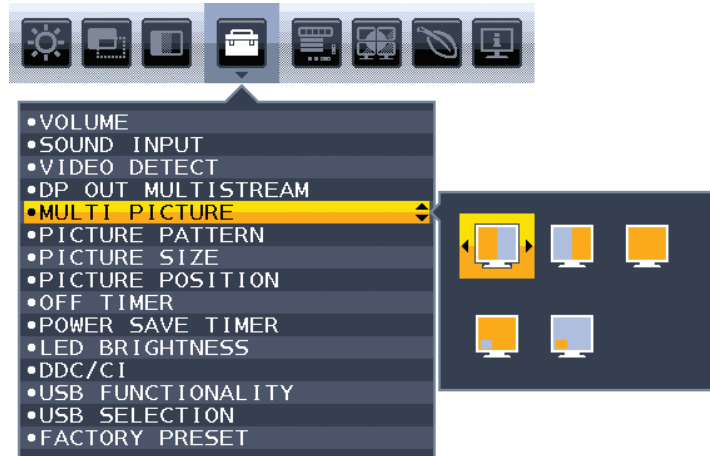 •VOLUME
•SOUND INPUT
•VIDEO DETECT
•DP OUT MULTISTREAM
•MULTI PICTURE
•PICTURE PATTERN
•PICTURE SIZE
•PICTURE POSITION
•OFF TIMER
•POWER SAVE TIMER
•LED BRIGHTNESS
•DDC/CI
•USB FUNCTIONALITY
•USB SELECTION
•FACTORY PRESET